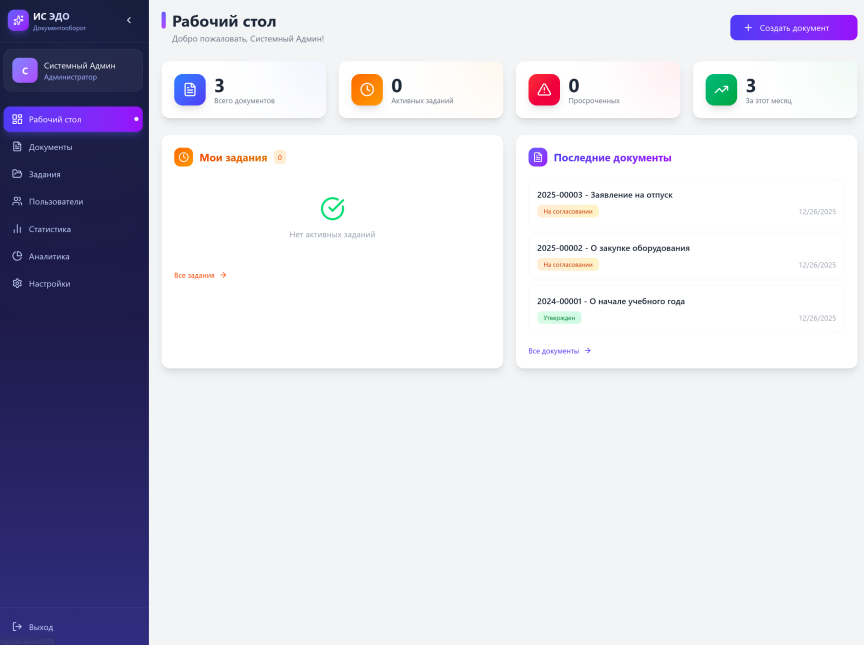 ИС ЭДО
Документооборот
С
Системный Админ
Администратор
Рабочий стол
Документы
Задания
Пользователи
Статистика
Аналитика
Настройки
Выход
Рабочий стол
Добро пожаловать, Системный Админ!
Создать документ
3
Всего документов
0
Активных заданий
0
Просроченных
3
За этот месяц
Мои задания 0
Нет активных заданий
Все задания
Последние документы
2025-00003 - Заявление на отпуск
На согласовании 12/26/2025
2025-00002 - О закупке оборудования
На согласовании 12/26/2025
2024-00001 - О начале учебного года
Утвержден 12/26/2025
Все документы